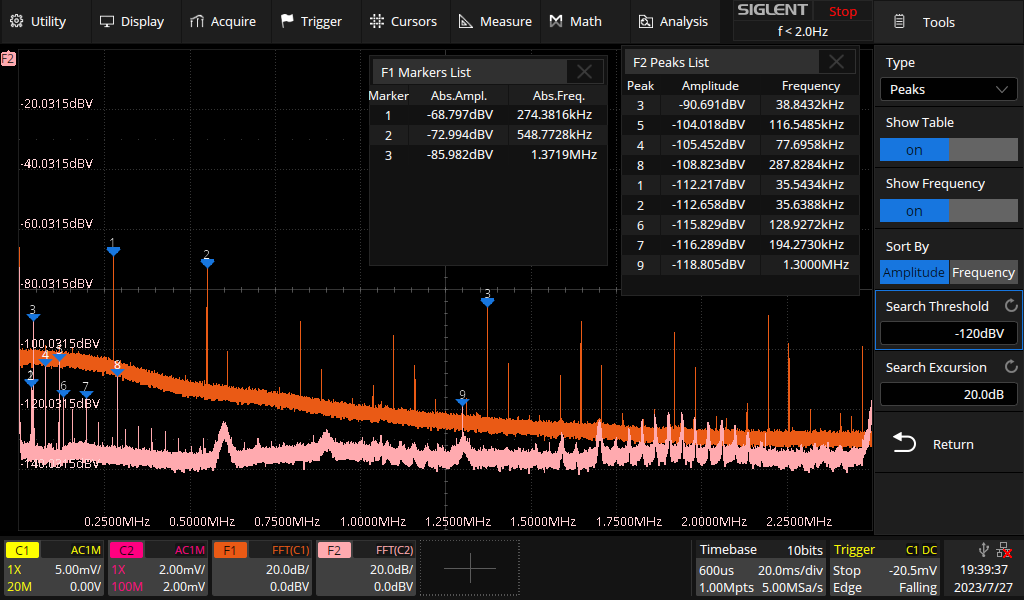 Utility
Display
Acquire
Trigger
Cursors
Measure
Math
Analysis
SIGLENT
Stop
f < 2.0Hz
Tools
F2
F1 Markers List
Marker Abs.Ampl. Abs.Freq.
1 -68.797dBV 274.3816kHz
2 -72.994dBV 548.7728kHz
3 -85.982dBV 1.3719MHz
F2 Peaks List
Peak Amplitude Frequency
3 -90.691dBV 38.8432kHz
5 -104.018dBV 116.5485kHz
4 -105.452dBV 77.6958kHz
8 -108.823dBV 287.8284kHz
1 -112.217dBV 35.5434kHz
2 -112.658dBV 35.6388kHz
6 -115.829dBV 128.9272kHz
7 -116.289dBV 194.2730kHz
9 -118.805dBV 1.3000MHz
Type
Peaks
Show Table
on
Show Frequency
on
Sort By
Amplitude Frequency
Search Threshold
-120dBV
Search Excursion
20.0dB
Return
-20.0315dBV
-40.0315dBV
-60.0315dBV
-80.0315dBV
-100.0315dBV
-120.0315dBV
-140.0315dBV
1
2
3
3
4
8
6
7
9
0.2500MHz 0.5000MHz 0.7500MHz 1.0000MHz 1.2500MHz 1.5000MHz 1.7500MHz 2.0000MHz 2.2500MHz
C1 AC1M
1X 5.00mV/
20M 0.00V
C2 AC1M
1X 2.00mV/
100M 2.00mV
F1 FFT(C1)
20.0dB/
0.0dBV
F2 FFT(C2)
20.0dB/
0.0dBV
Timebase 10bits
600us 20.0ms/div
1.00Mpts 5.00MSa/s
Trigger C1 DC
Stop -20.5mV
Edge Falling
19:39:37
2023/7/27